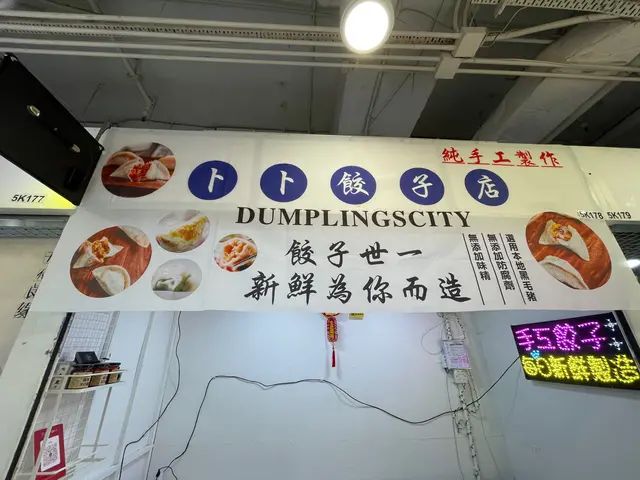 純手工製作
卜卜餃子店
DUMPLINGSCITY
餃子世一
新鮮為你而造
選用本地黑毛豬
無添加防腐劑
無添加味精
5K177
5K178 5K179
手工餃子
新鮮製造